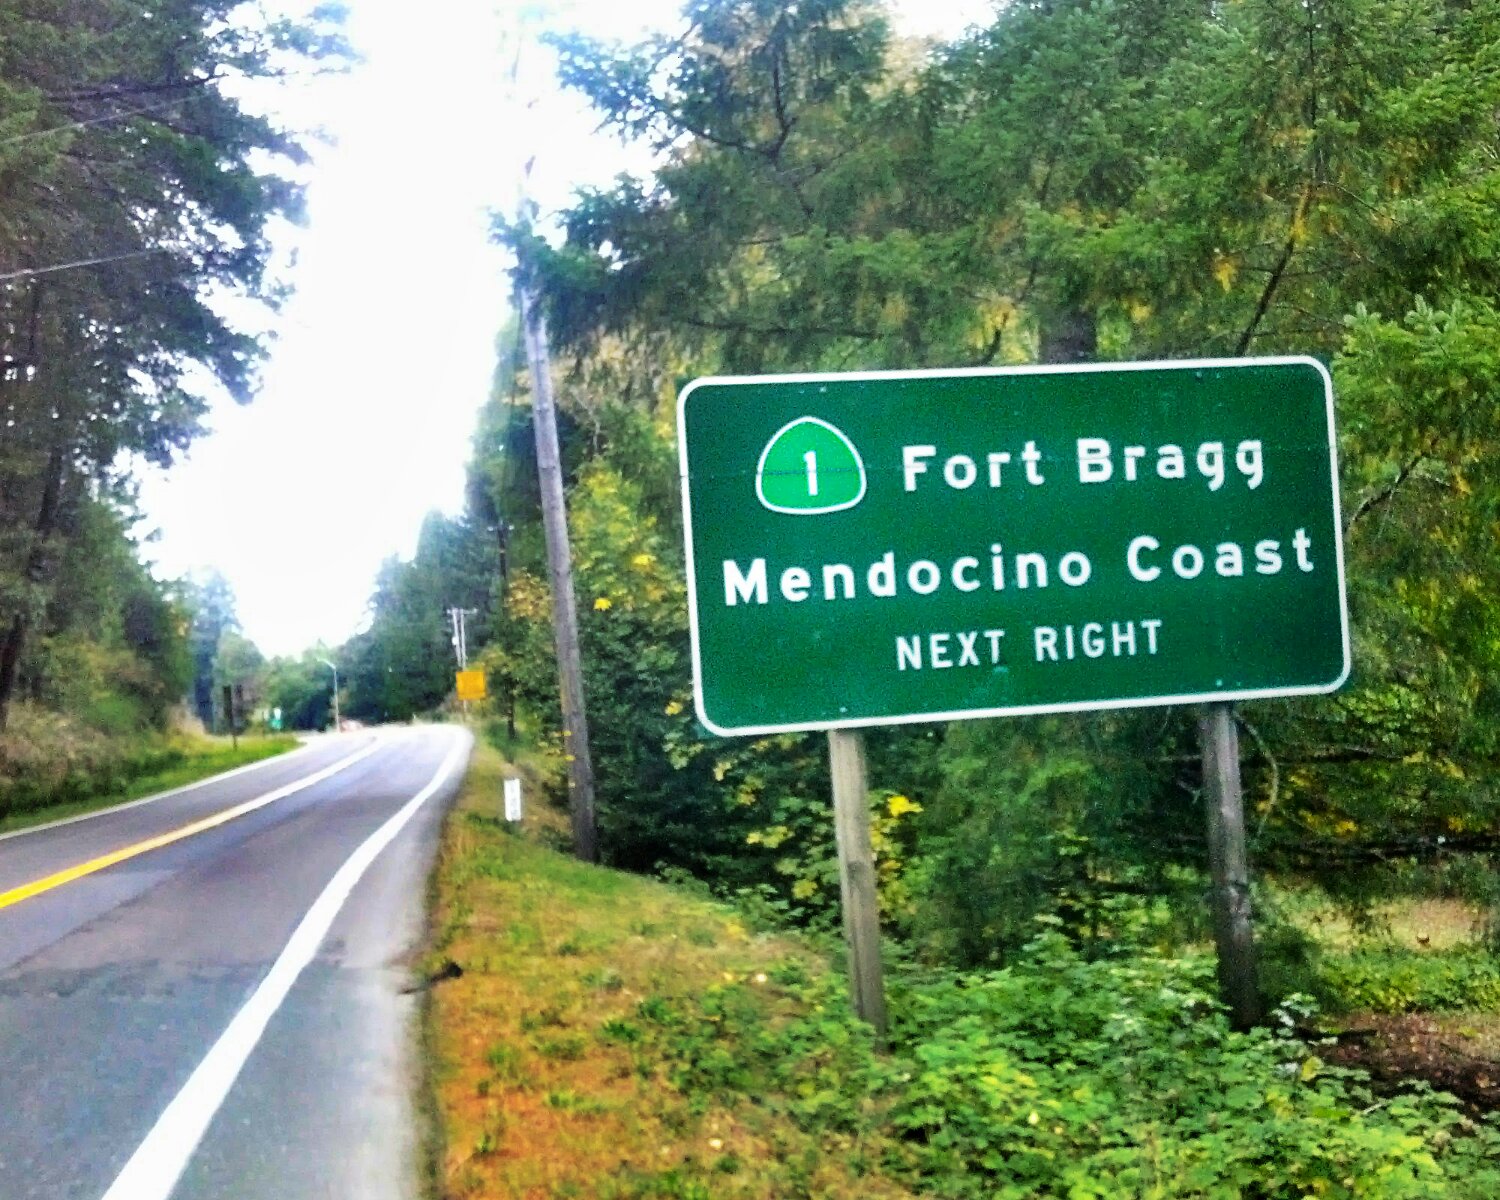 1 Fort Bragg
Mendocino Coast
NEXT RIGHT